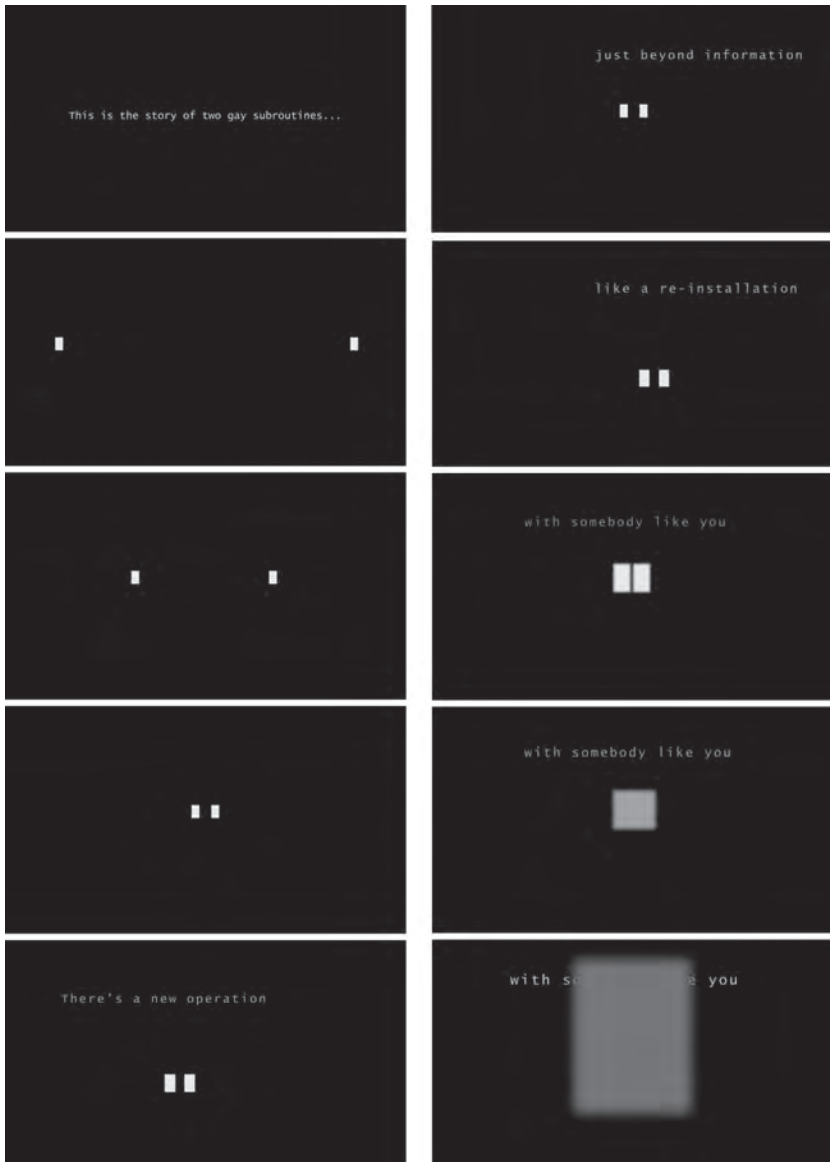 This is the story of two gay subroutines...
There's a new operation
just beyond information
like a re-installation
with somebody like you
with somebody like you
with so e you